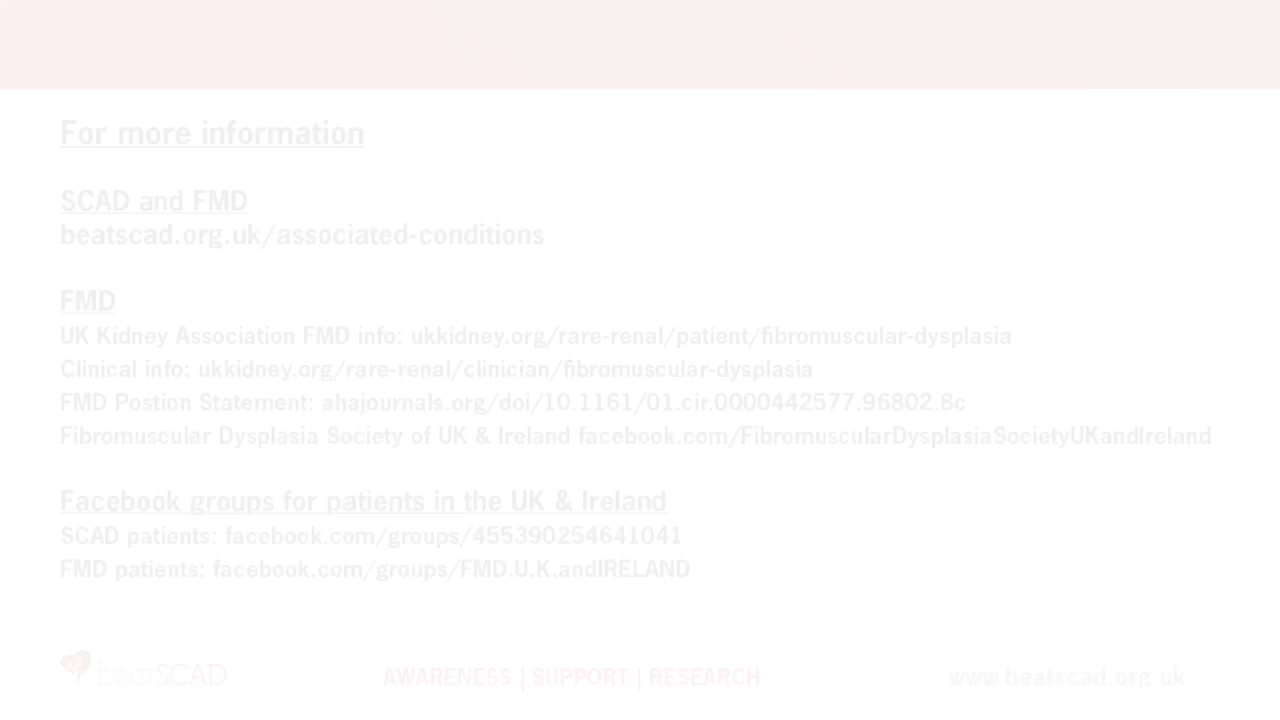 For more information
SCAD and FMD
beatscad.org.uk/associated-conditions
FMD
UK Kidney Association FMD info: ukkidney.org/rare-renal/patient/fibromuscular-dysplasia
Clinical info: ukkidney.org/rare-renal/clinician/fibromuscular-dysplasia
FMD Postion Statement: ahajournals.org/doi/10.1161/01.cir.0000442577.96802.8c
Fibromuscular Dysplasia Society of UK & Ireland facebook.com/FibromuscularDysplasiaSocietyUKandIreland
Facebook groups for patients in the UK & Ireland
SCAD patients: facebook.com/groups/455390254641041
FMD patients: facebook.com/groups/FMD.U.K.andIRELAND
beatSCAD
AWARENESS | SUPPORT | RESEARCH
www.beatscad.org.uk